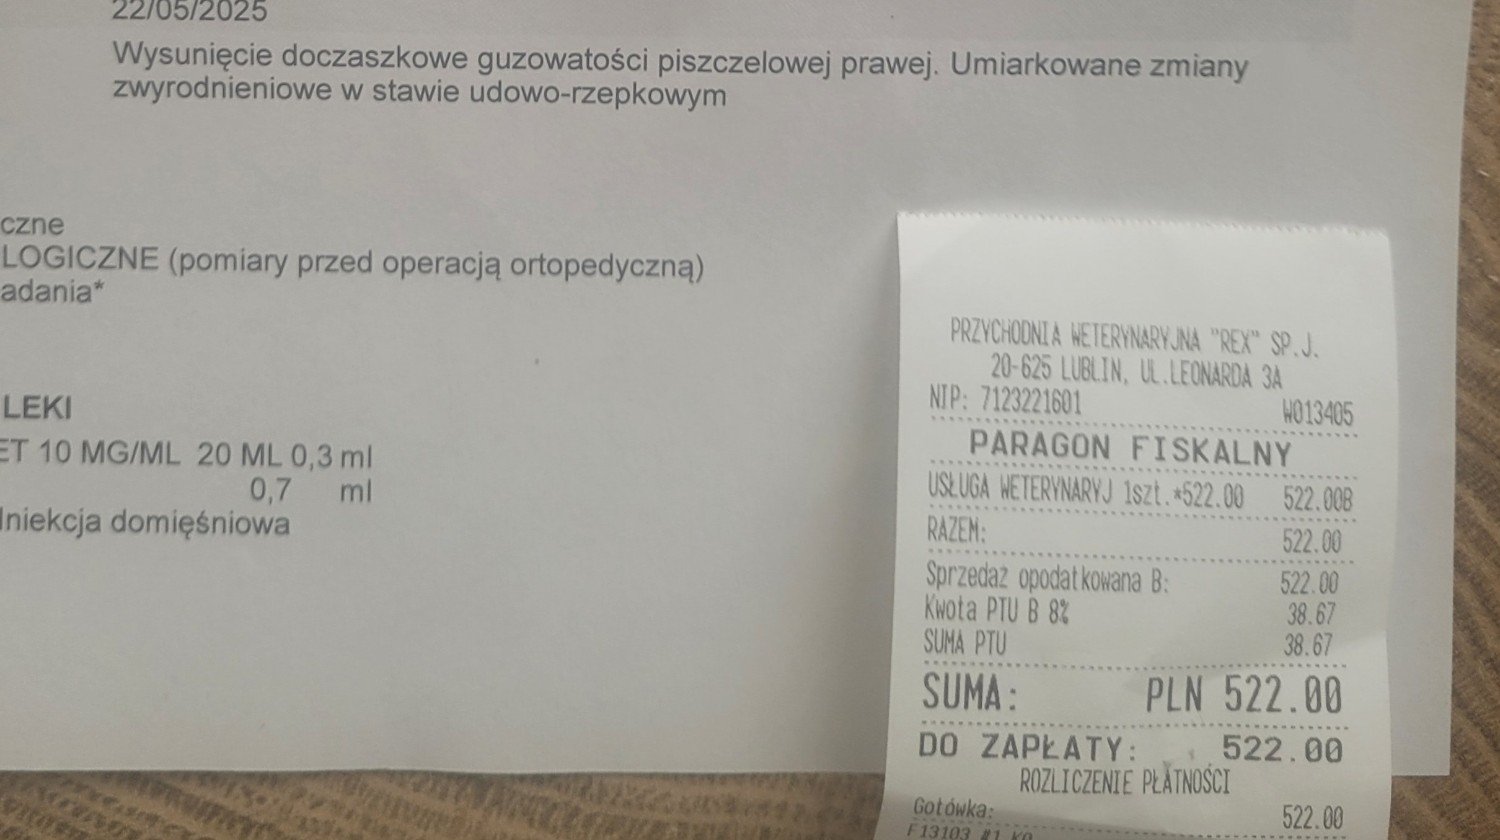 22/05/2025
Wysunięcie doczaszkowe guzowatości piszczelowej prawej. Umiarkowane zmiany
zwyrodnieniowe w stawie udowo-rzepkowym
czne
LOGICZNE (pomiary przed operacją ortopedyczną)
adania*
LEKI
ET 10 MG/ML 20 ML 0,3 ml
0,7 ml
Iniekcja domięśniowa
PRZYCHODNIA WETERYNARYJNA "REX" SP.J.
20-625 LUBLIN, UL.LEONARDA 3A
NIP: 7123221601 W013405
PARAGON FISKALNY
USŁUGA WETERYNARYJ 1szt.*522.00 522.00B
RAZEM: 522.00
Sprzedaż opodatkowana B: 522.00
Kwota PTU B 8% 38.67
SUMA PTU 38.67
SUMA: PLN 522.00
DO ZAPŁATY: 522.00
ROZLICZENIE PŁATNOŚCI
Gotówka: 522.00
F13103 #1 KO